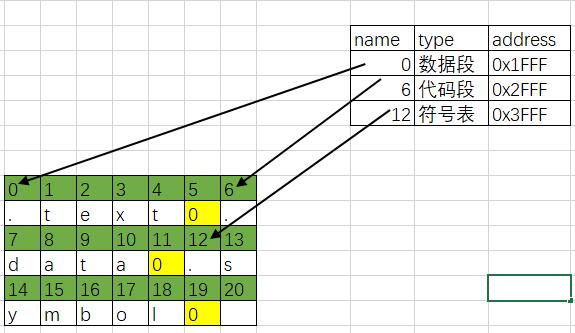 name type address
0 数据段 0x1FFF
6 代码段 0x2FFF
12 符号表 0x3FFF
0 1 2 3 4 5 6
. t e x t 0 .
7 8 9 10 11 12 13
d a t a 0 . s
14 15 16 17 18 19 20
y m b o l 0